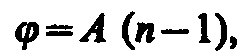 φ = A (n−1),